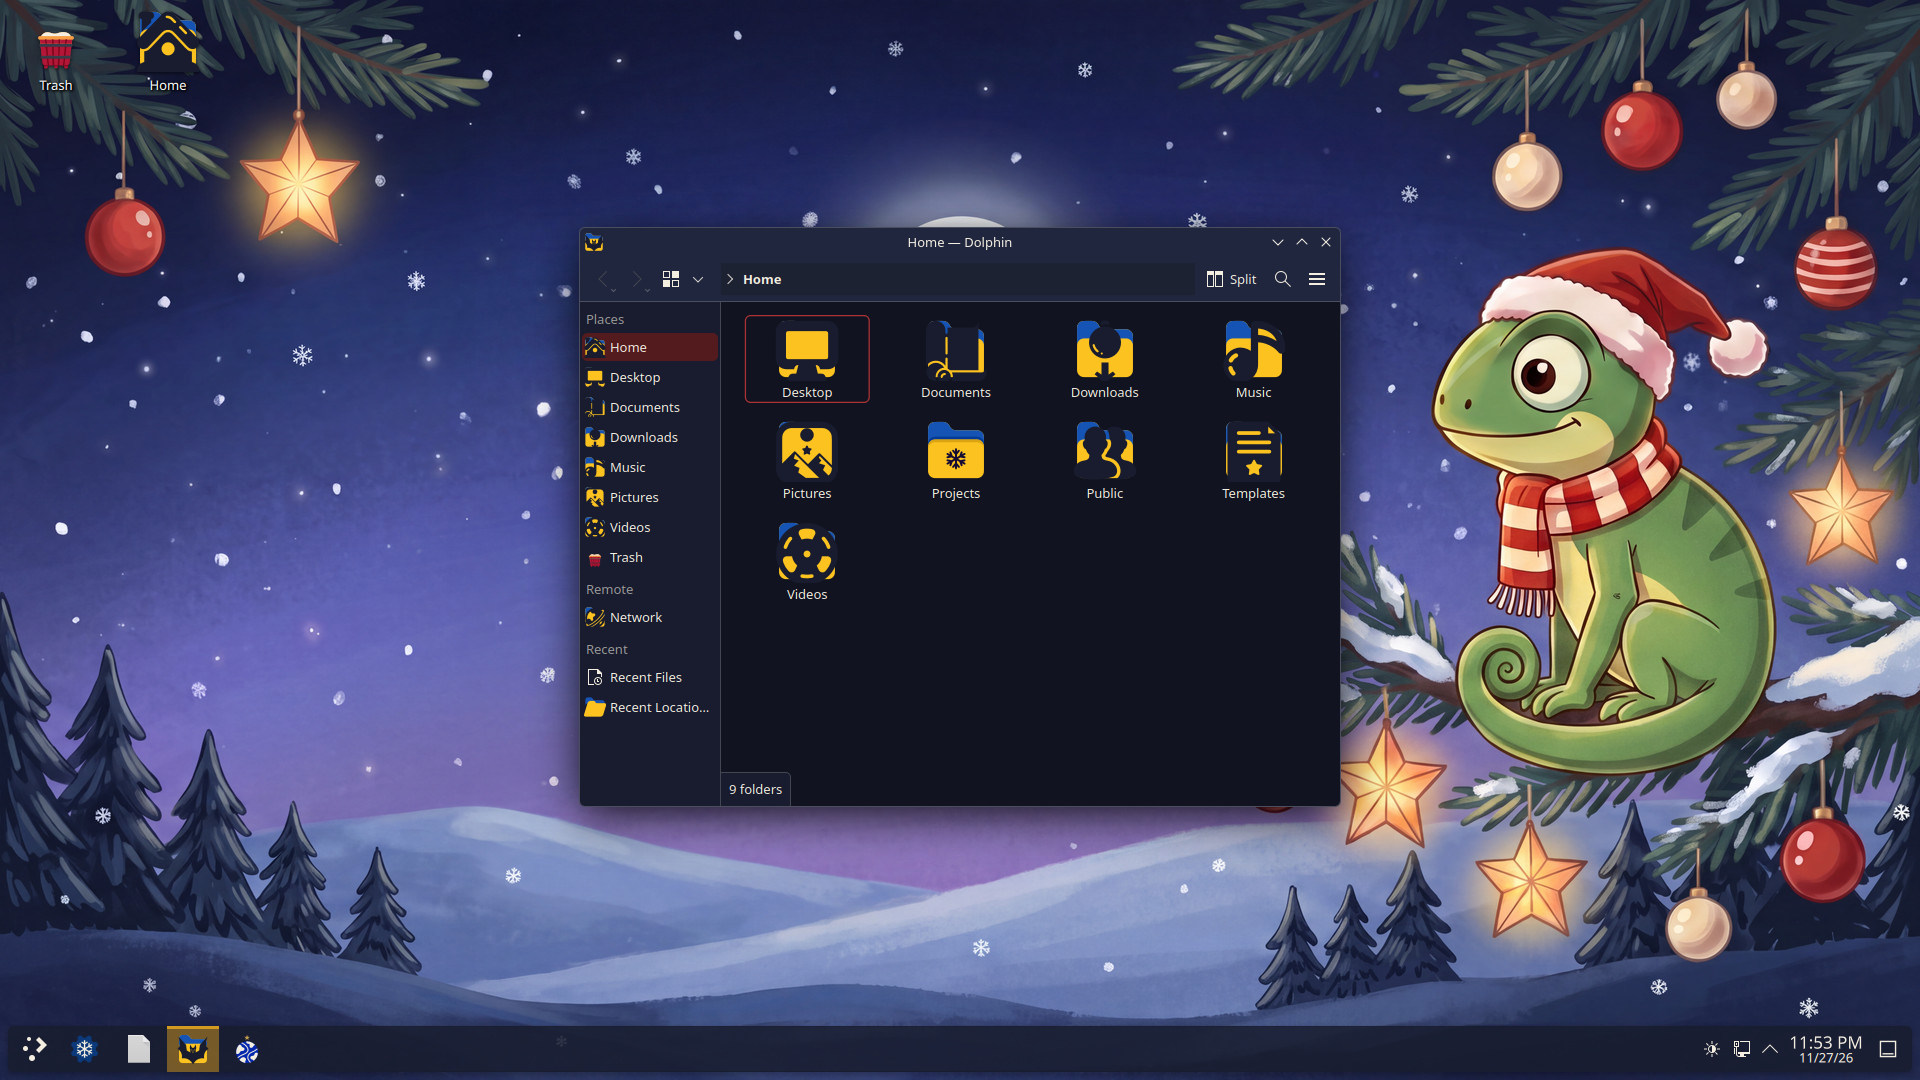 Trash
Home
Home — Dolphin
Home
Split
Places
Home
Desktop
Documents
Downloads
Music
Pictures
Videos
Trash
Remote
Network
Recent
Recent Files
Recent Locatio...
Desktop
Documents
Downloads
Music
Pictures
Projects
Public
Templates
Videos
9 folders
11:53 PM
11/27/26